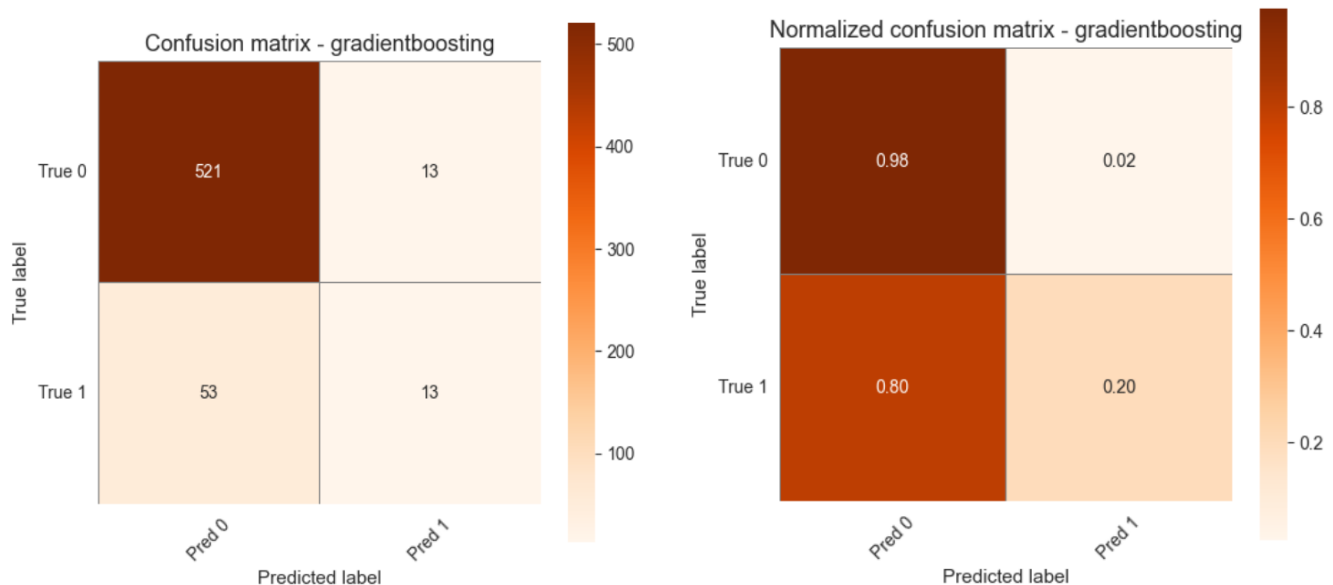 Confusion matrix - gradientboosting
True label
True 0
True 1
521
13
53
13
Pred 0
Pred 1
Predicted label
500
400
300
200
100
Normalized confusion matrix - gradientboosting
True label
True 0
True 1
0.98
0.02
0.80
0.20
Pred 0
Pred 1
Predicted label
0.8
0.6
0.4
0.2